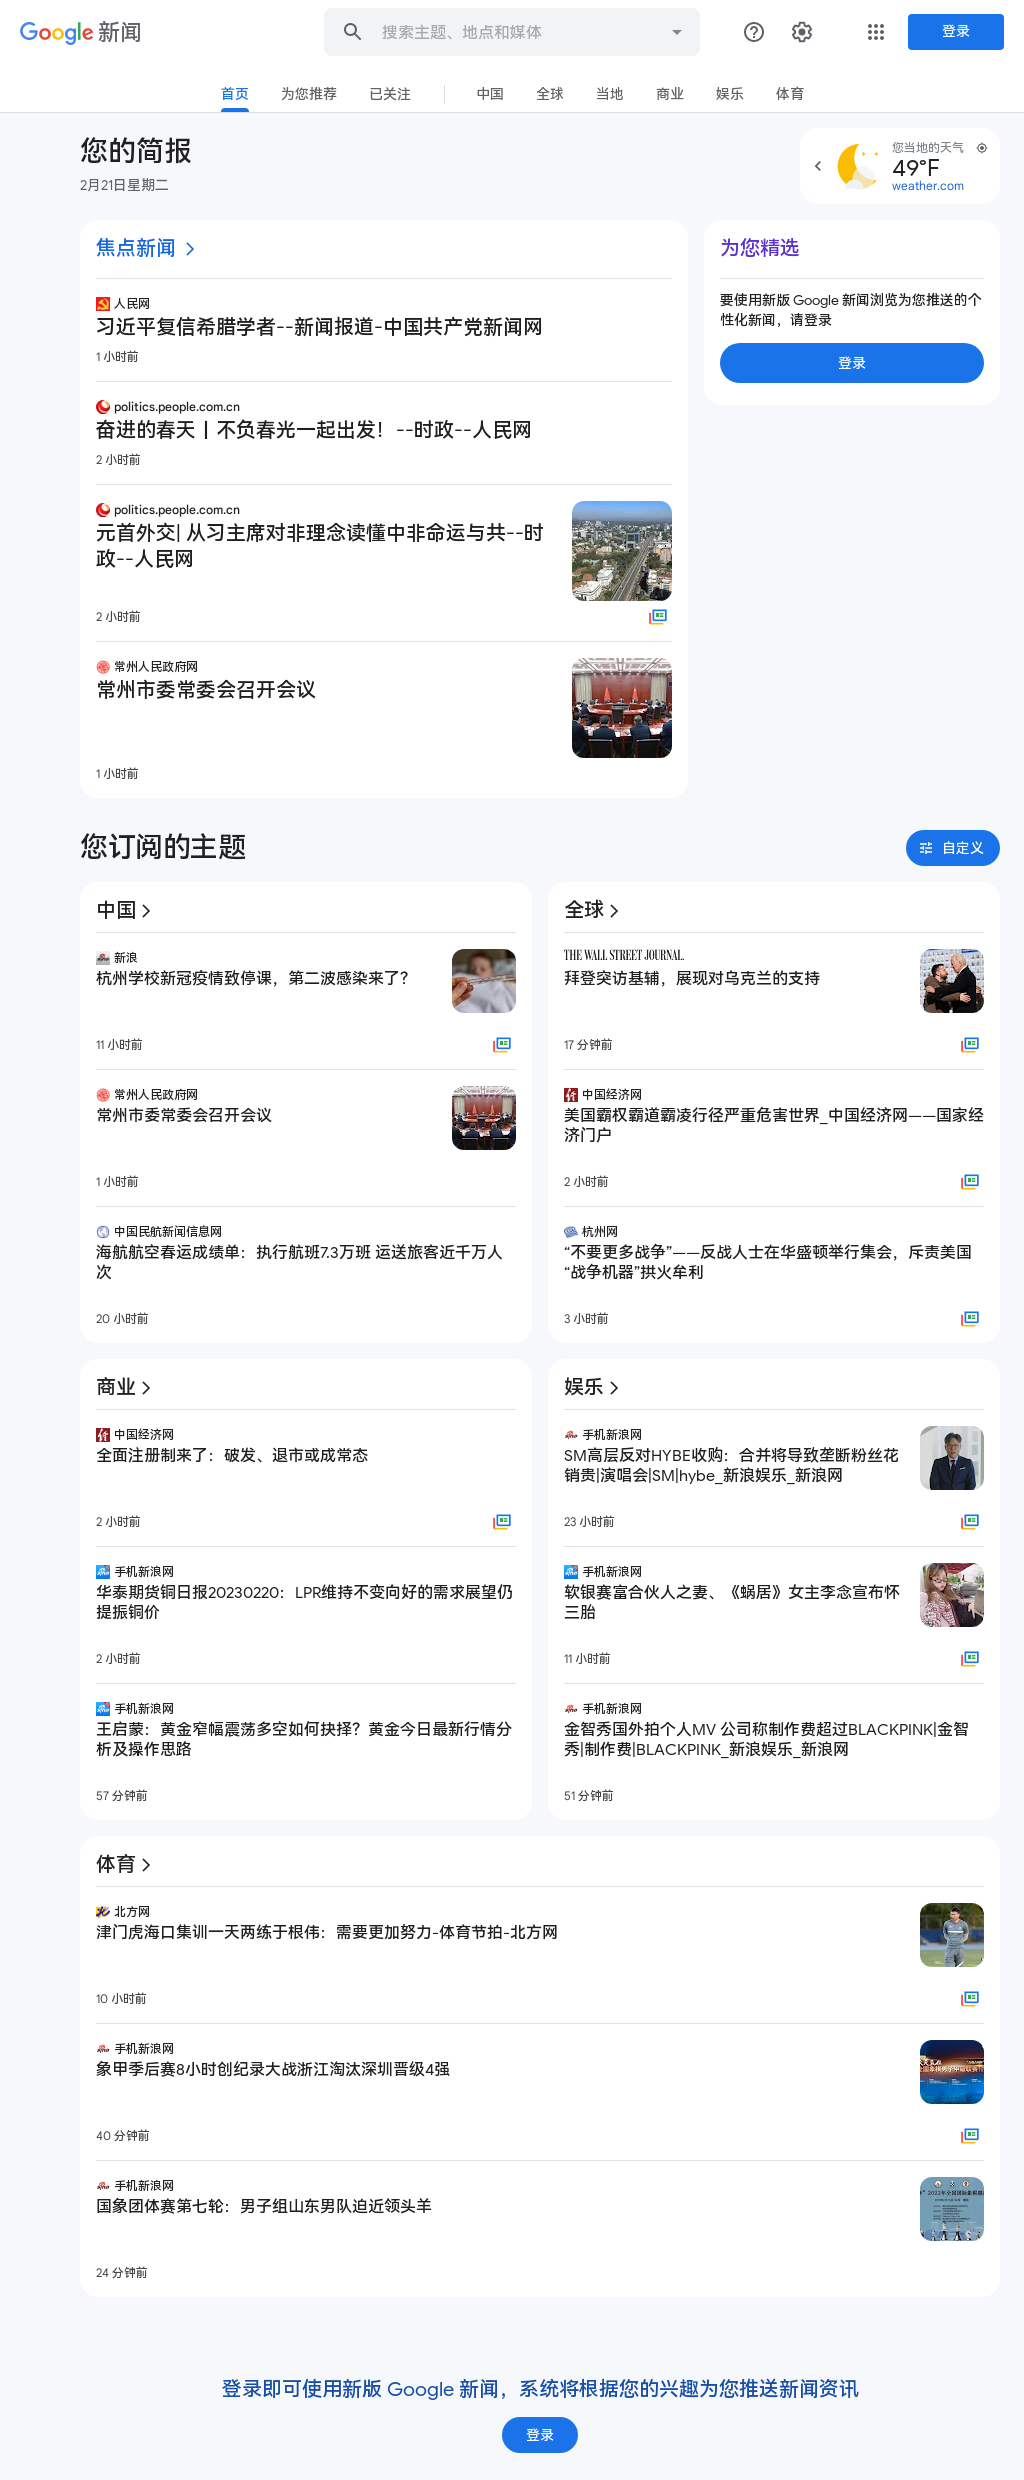 Google 新闻
搜索主题、地点和媒体
登录
首页
为您推荐
已关注
中国
全球
当地
商业
娱乐
体育
您的简报
2月21日星期二
您当地的天气
49°F
weather.com
焦点新闻
人民网
习近平复信希腊学者--新闻报道-中国共产党新闻网
1 小时前
politics.people.com.cn
奋进的春天丨不负春光一起出发！--时政--人民网
2 小时前
politics.people.com.cn
元首外交| 从习主席对非理念读懂中非命运与共--时
政--人民网
2 小时前
常州人民政府网
常州市委常委会召开会议
1 小时前
为您精选
要使用新版 Google 新闻浏览为您推送的个
性化新闻，请登录
登录
您订阅的主题
自定义
中国
新浪
杭州学校新冠疫情致停课，第二波感染来了？
11 小时前
常州人民政府网
常州市委常委会召开会议
1 小时前
中国民航新闻信息网
海航航空春运成绩单：执行航班7.3万班 运送旅客近千万人
次
20 小时前
全球
THE WALL STREET JOURNAL.
拜登突访基辅，展现对乌克兰的支持
17 分钟前
中国经济网
美国霸权霸道霸凌行径严重危害世界_中国经济网——国家经
济门户
2 小时前
杭州网
“不要更多战争”——反战人士在华盛顿举行集会，斥责美国
“战争机器”拱火牟利
3 小时前
商业
中国经济网
全面注册制来了：破发、退市或成常态
2 小时前
手机新浪网
华泰期货铜日报20230220：LPR维持不变向好的需求展望仍
提振铜价
2 小时前
手机新浪网
王启蒙：黄金窄幅震荡多空如何抉择？黄金今日最新行情分
析及操作思路
57 分钟前
娱乐
手机新浪网
SM高层反对HYBE收购：合并将导致垄断粉丝花
销贵|演唱会|SM|hybe_新浪娱乐_新浪网
23 小时前
手机新浪网
软银赛富合伙人之妻、《蜗居》女主李念宣布怀
三胎
11 小时前
手机新浪网
金智秀国外拍个人MV 公司称制作费超过BLACKPINK|金智
秀|制作费|BLACKPINK_新浪娱乐_新浪网
51 分钟前
体育
北方网
津门虎海口集训一天两练于根伟：需要更加努力-体育节拍-北方网
10 小时前
手机新浪网
象甲季后赛8小时创纪录大战浙江淘汰深圳晋级4强
40 分钟前
手机新浪网
国象团体赛第七轮：男子组山东男队迫近领头羊
24 分钟前
登录即可使用新版 Google 新闻，系统将根据您的兴趣为您推送新闻资讯
登录